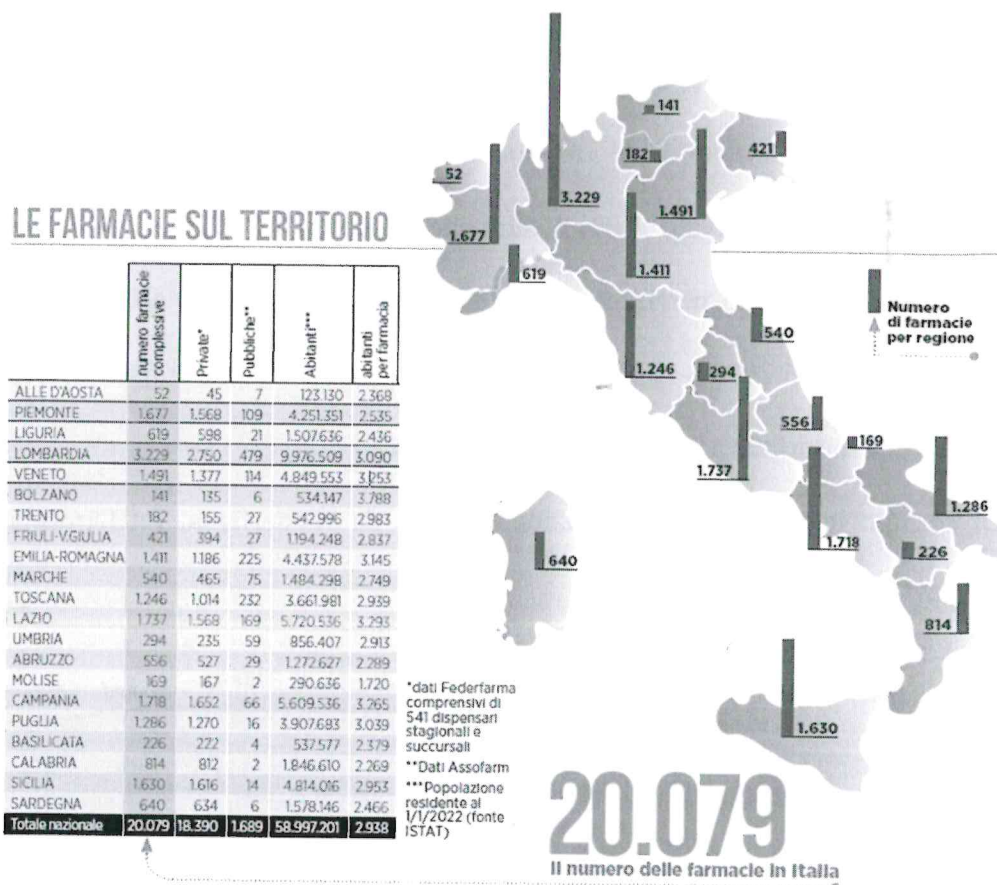 LE FARMACIE SUL TERRITORIO
numero farmacie complessive Private* Pubbliche** Abitanti*** abitanti per farmacia
ALLE D'AOSTA 52 45 7 123.130 2.368
PIEMONTE 1.677 1.568 109 4.251.351 2.535
LIGURIA 619 598 21 1.507.636 2.436
LOMBARDIA 3.229 2.750 479 9.976.509 3.090
VENETO 1.491 1.377 114 4.849.553 3.253
BOLZANO 141 135 6 534.147 3.788
TRENTO 182 155 27 542.996 2.983
FRIULI-V.GIULIA 421 394 27 1.194.248 2.837
EMILIA-ROMAGNA 1.411 1.186 225 4.437.578 3.145
MARCHE 540 465 75 1.484.298 2.749
TOSCANA 1.246 1.014 232 3.661.981 2.939
LAZIO 1.737 1.568 169 5.720.536 3.293
UMBRIA 294 235 59 856.407 2.913
ABRUZZO 556 527 29 1.272.627 2.289
MOLISE 169 167 2 290.636 1.720
CAMPANIA 1.718 1.652 66 5.609.536 3.265
PUGLIA 1.286 1.270 16 3.907.683 3.039
BASILICATA 226 222 4 537.577 2.379
CALABRIA 814 812 2 1.846.610 2.269
SICILIA 1.630 1.616 14 4.814.016 2.953
SARDEGNA 640 634 6 1.578.146 2.466
Totale nazionale 20.079 18.390 1.689 58.997.201 2.938
*dati Federfarma
comprensivi di
541 dispensari
stagionali e
succursali
**Dati Assofarm
***Popolazione
residente al
1/1/2022 (fonte
ISTAT)
141
182
421
52
3.229
1.491
1.677
619
1.411
Numero
di farmacie
per regione
540
1.246
294
556
169
1.737
1.286
1.718
226
640
814
1.630
20.079
Il numero delle farmacie in Italia